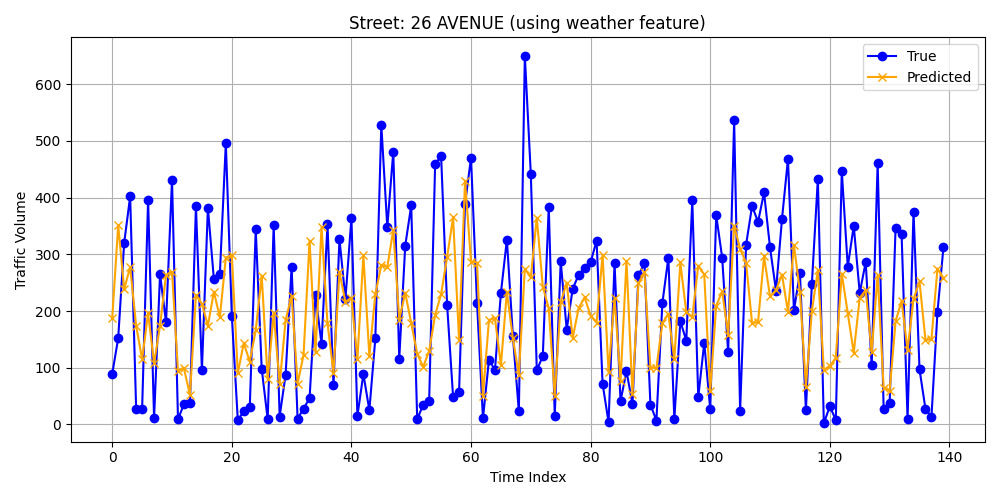 Street: 26 AVENUE (using weather feature)
True
Predicted
Traffic Volume
600
500
400
300
200
100
0
0 20 40 60 80 100 120 140
Time Index